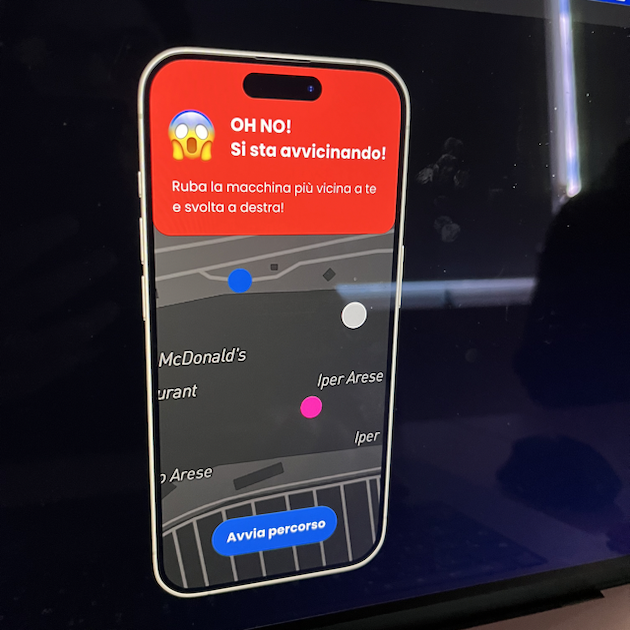 OH NO!
Si sta avvicinando!
Ruba la macchina più vicina a te
e svolta a destra!
McDonald's
urant
Iper Arese
Iper
o Arese
Avvia percorso